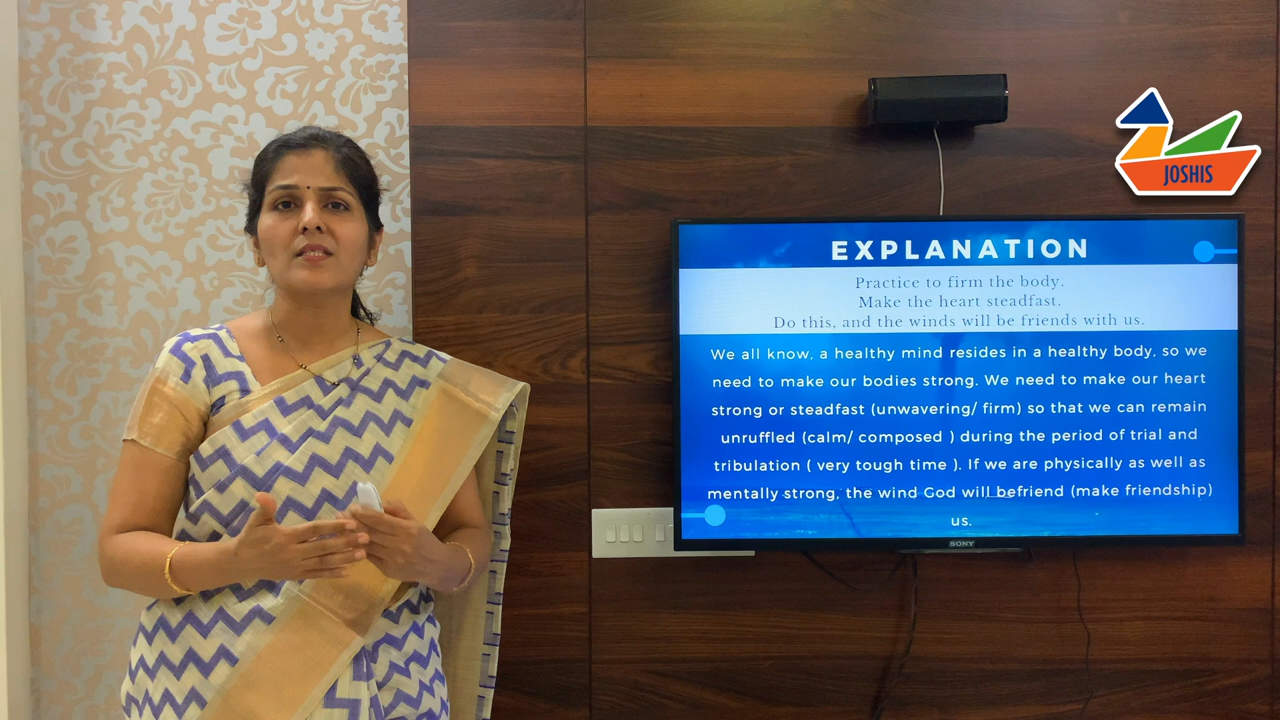 JOSHIS
EXPLANATION
Practice to firm the body.
Make the heart steadfast.
Do this, and the winds will be friends with us.
We all know, a healthy mind resides in a healthy body, so we
need to make our bodies strong. We need to make our heart
strong or steadfast (unwavering/ firm) so that we can remain
unruffled (calm/ composed ) during the period of trial and
tribulation ( very tough time ). If we are physically as well as
mentally strong, the wind God will befriend (make friendship)
us.
SONY